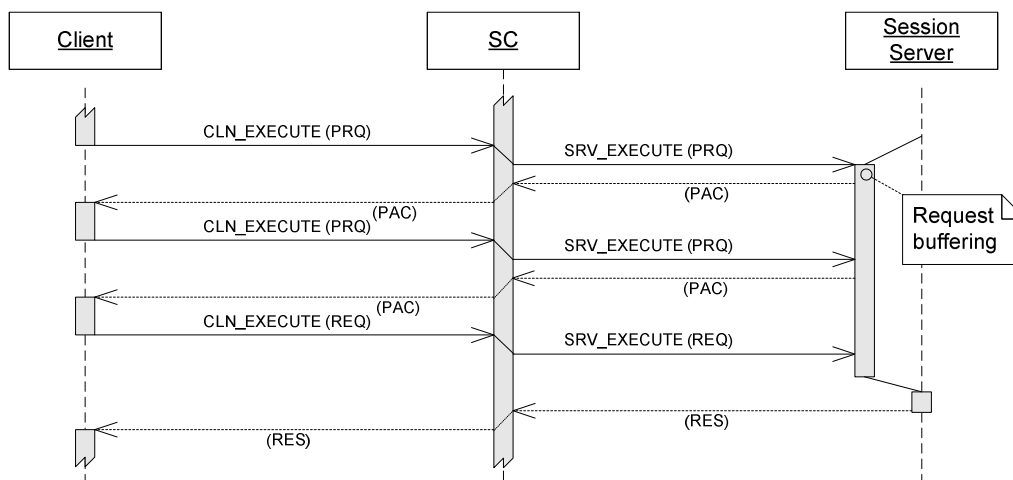 Client
SC
Session
Server
CLN_EXECUTE (PRQ)
SRV_EXECUTE (PRQ)
(PAC)
(PAC)
Request
buffering
CLN_EXECUTE (PRQ)
SRV_EXECUTE (PRQ)
(PAC)
(PAC)
CLN_EXECUTE (REQ)
SRV_EXECUTE (REQ)
(RES)
(RES)